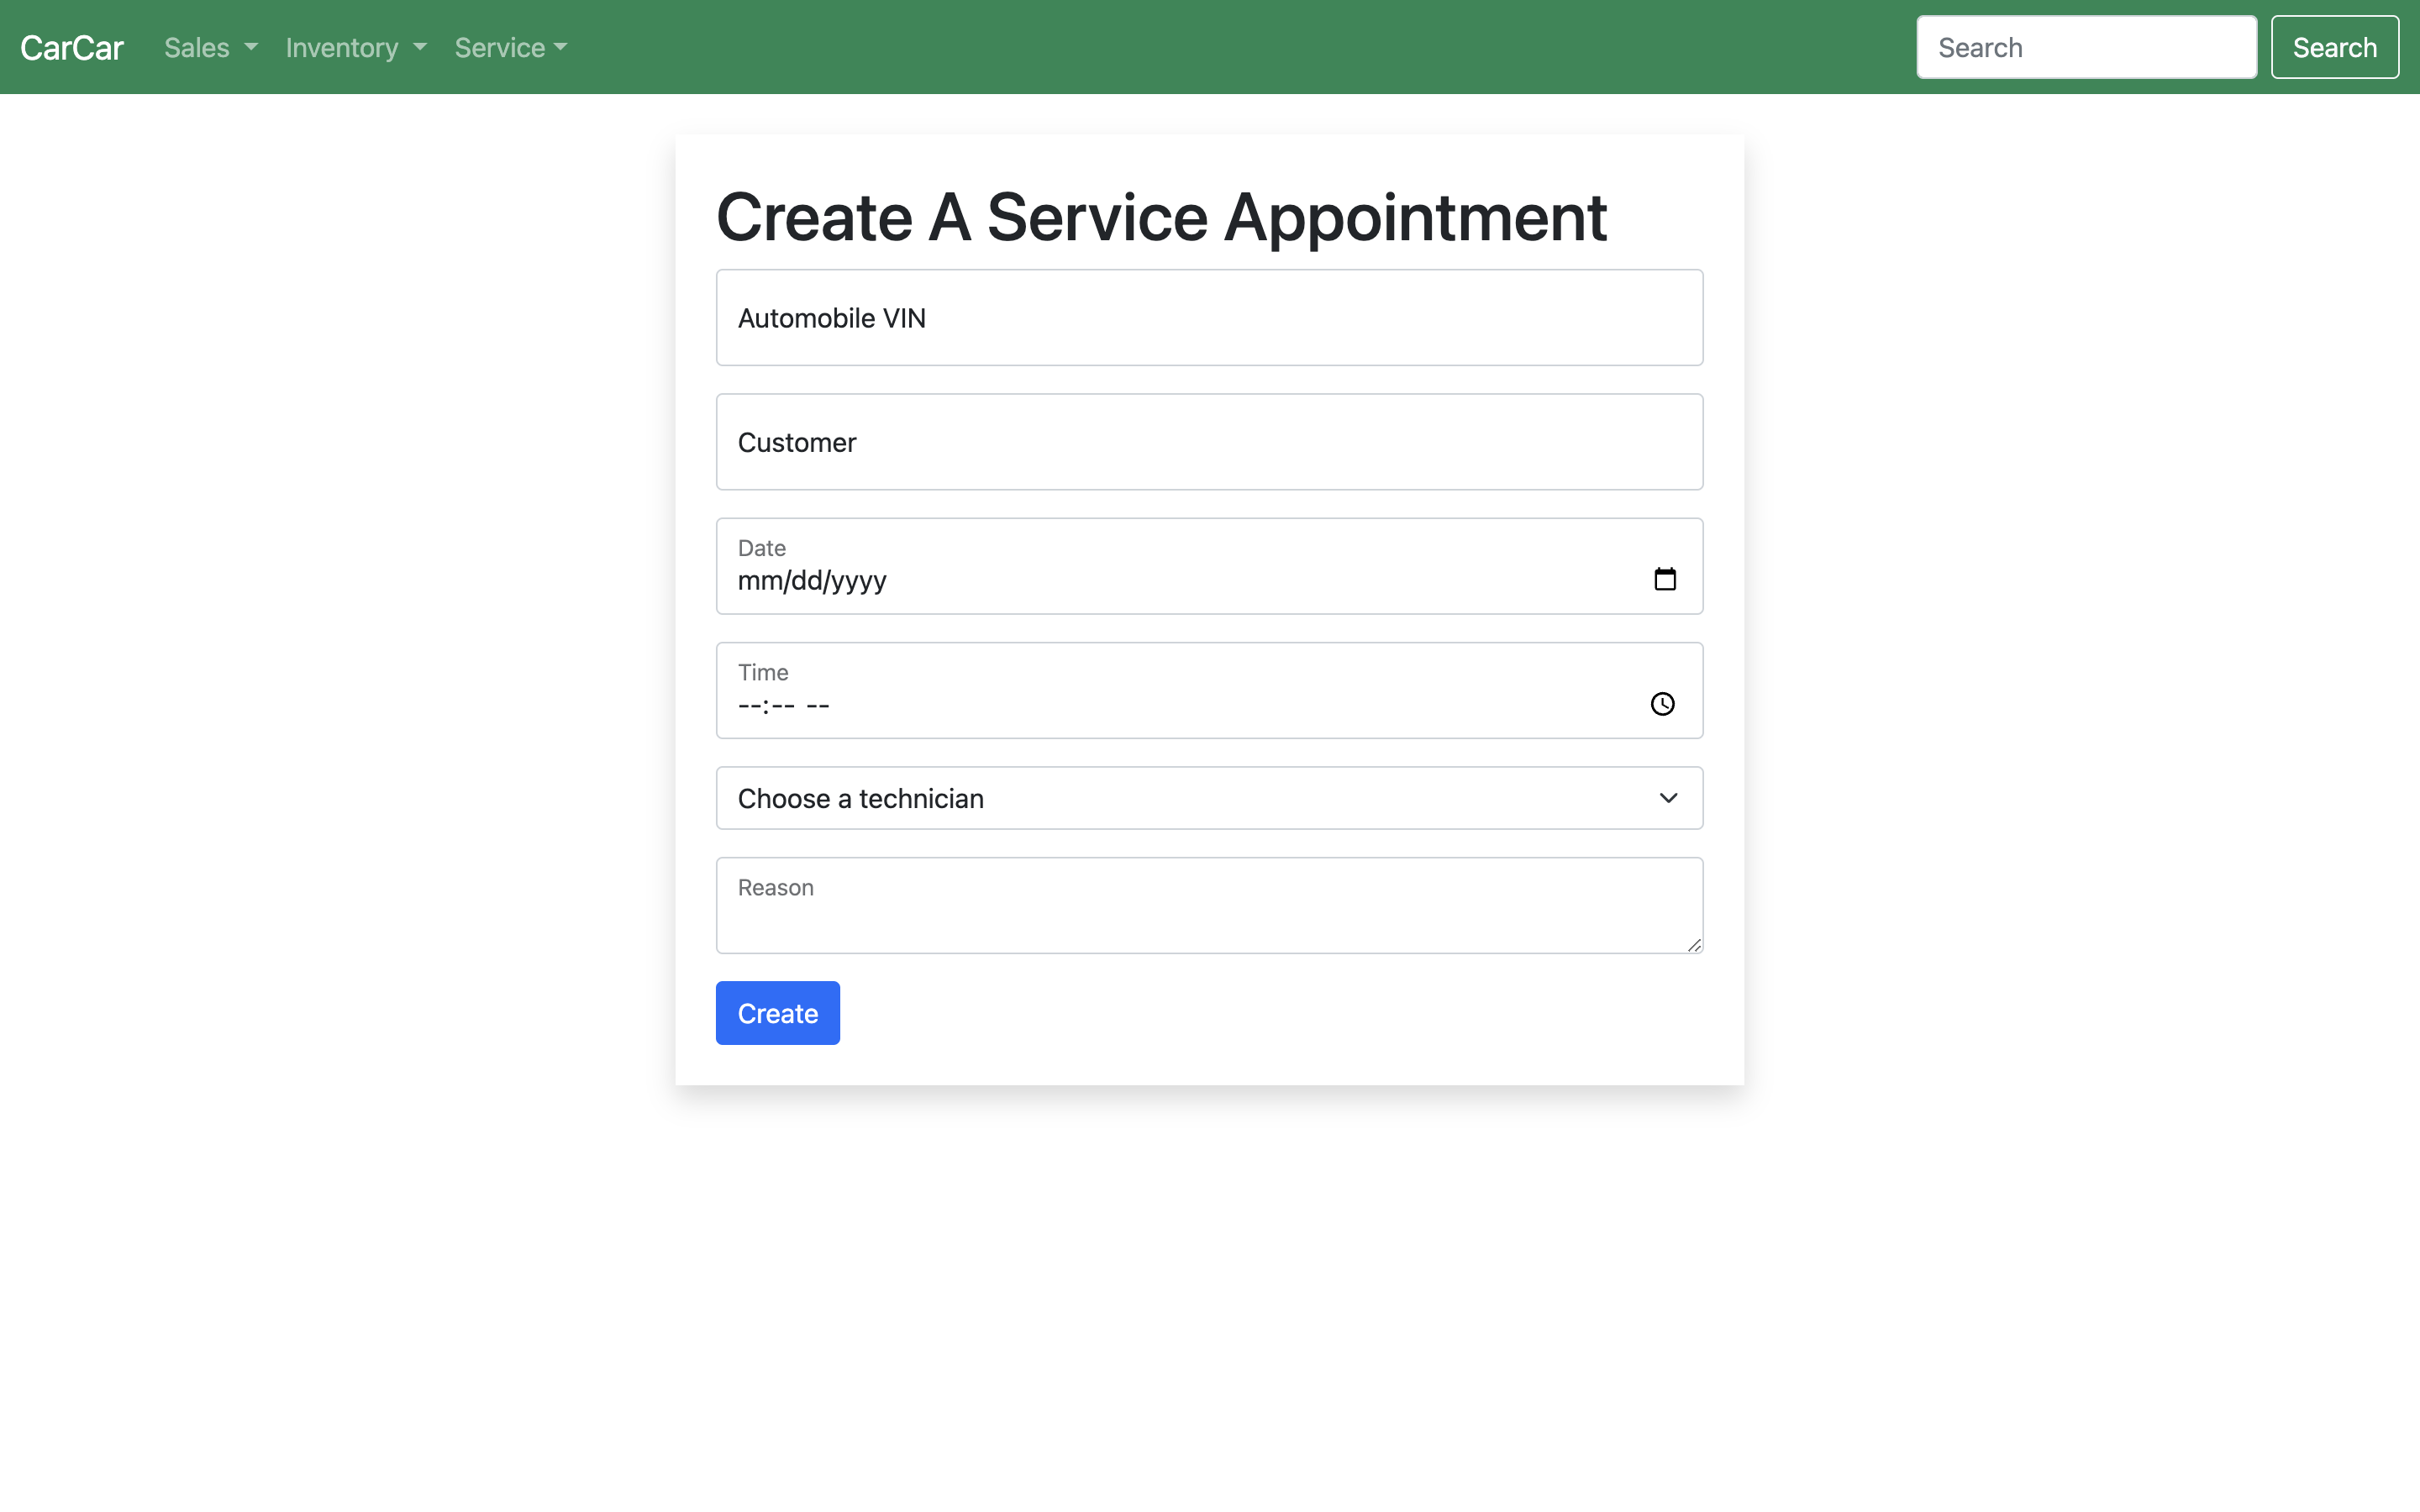 CarCar Sales Inventory Service Search Search
Create A Service Appointment
Automobile VIN
Customer
Date
mm/dd/yyyy
Time
--:-- --
Choose a technician
Reason
Create